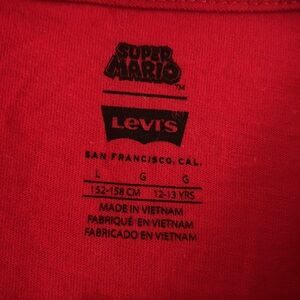 SUPER
MARIO
TM
LEVI'S
SAN FRANCISCO, CAL.
L G G
152-158 CM 12-13 YRS
MADE IN VIETNAM
FABRIQUÉ EN VIETNAM
FABRICADO EN VIETNAM